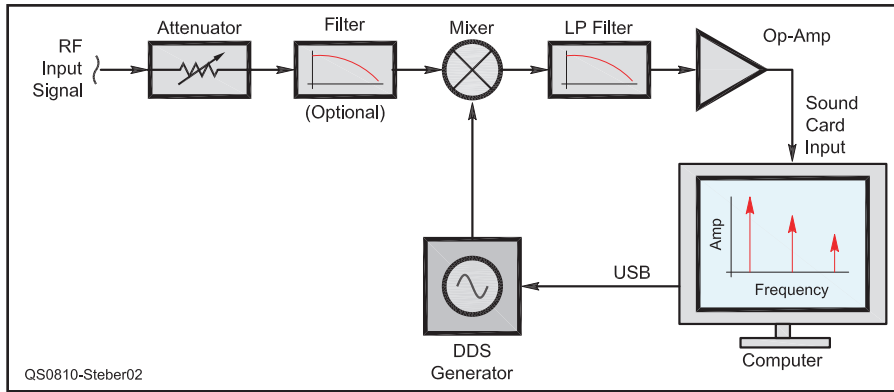 RF
Input
Signal
Attenuator
Filter
(Optional)
Mixer
LP Filter
Op-Amp
Sound
Card
Input
Amp
Frequency
Computer
USB
DDS
Generator
QS0810-Steber02